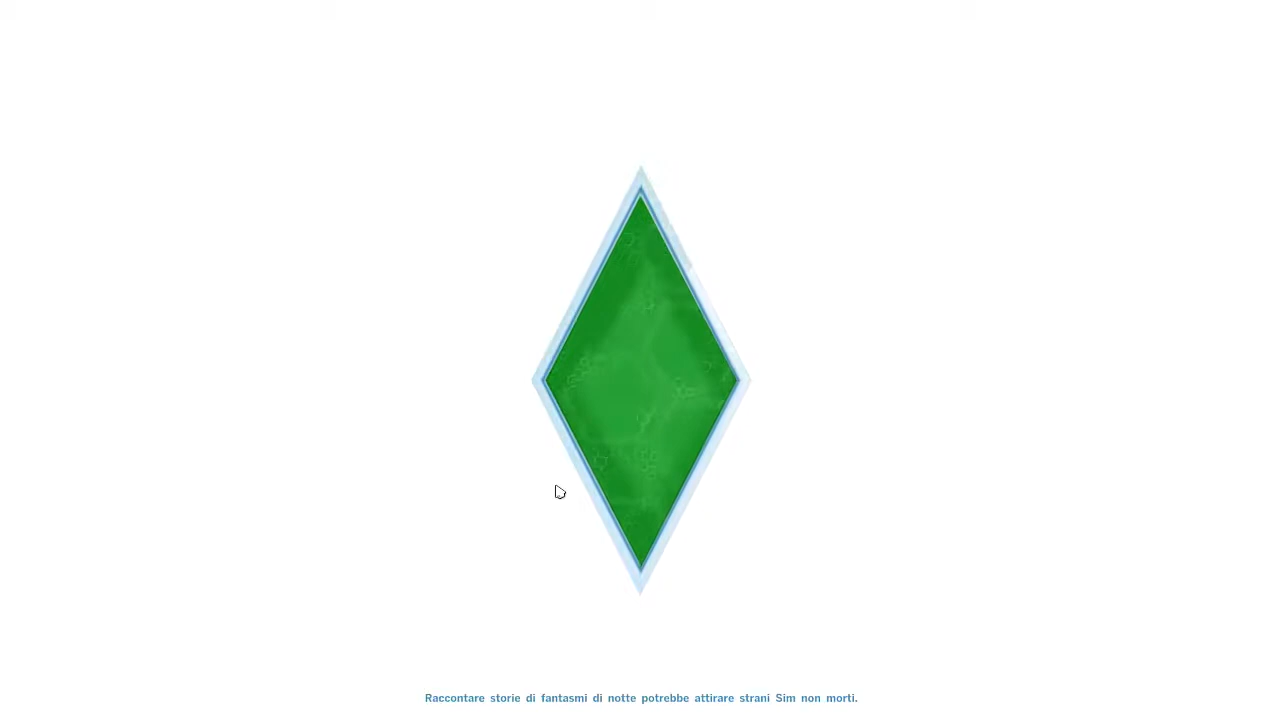 Raccontare storie di fantasmi di notte potrebbe attirare strani Sim non morti.